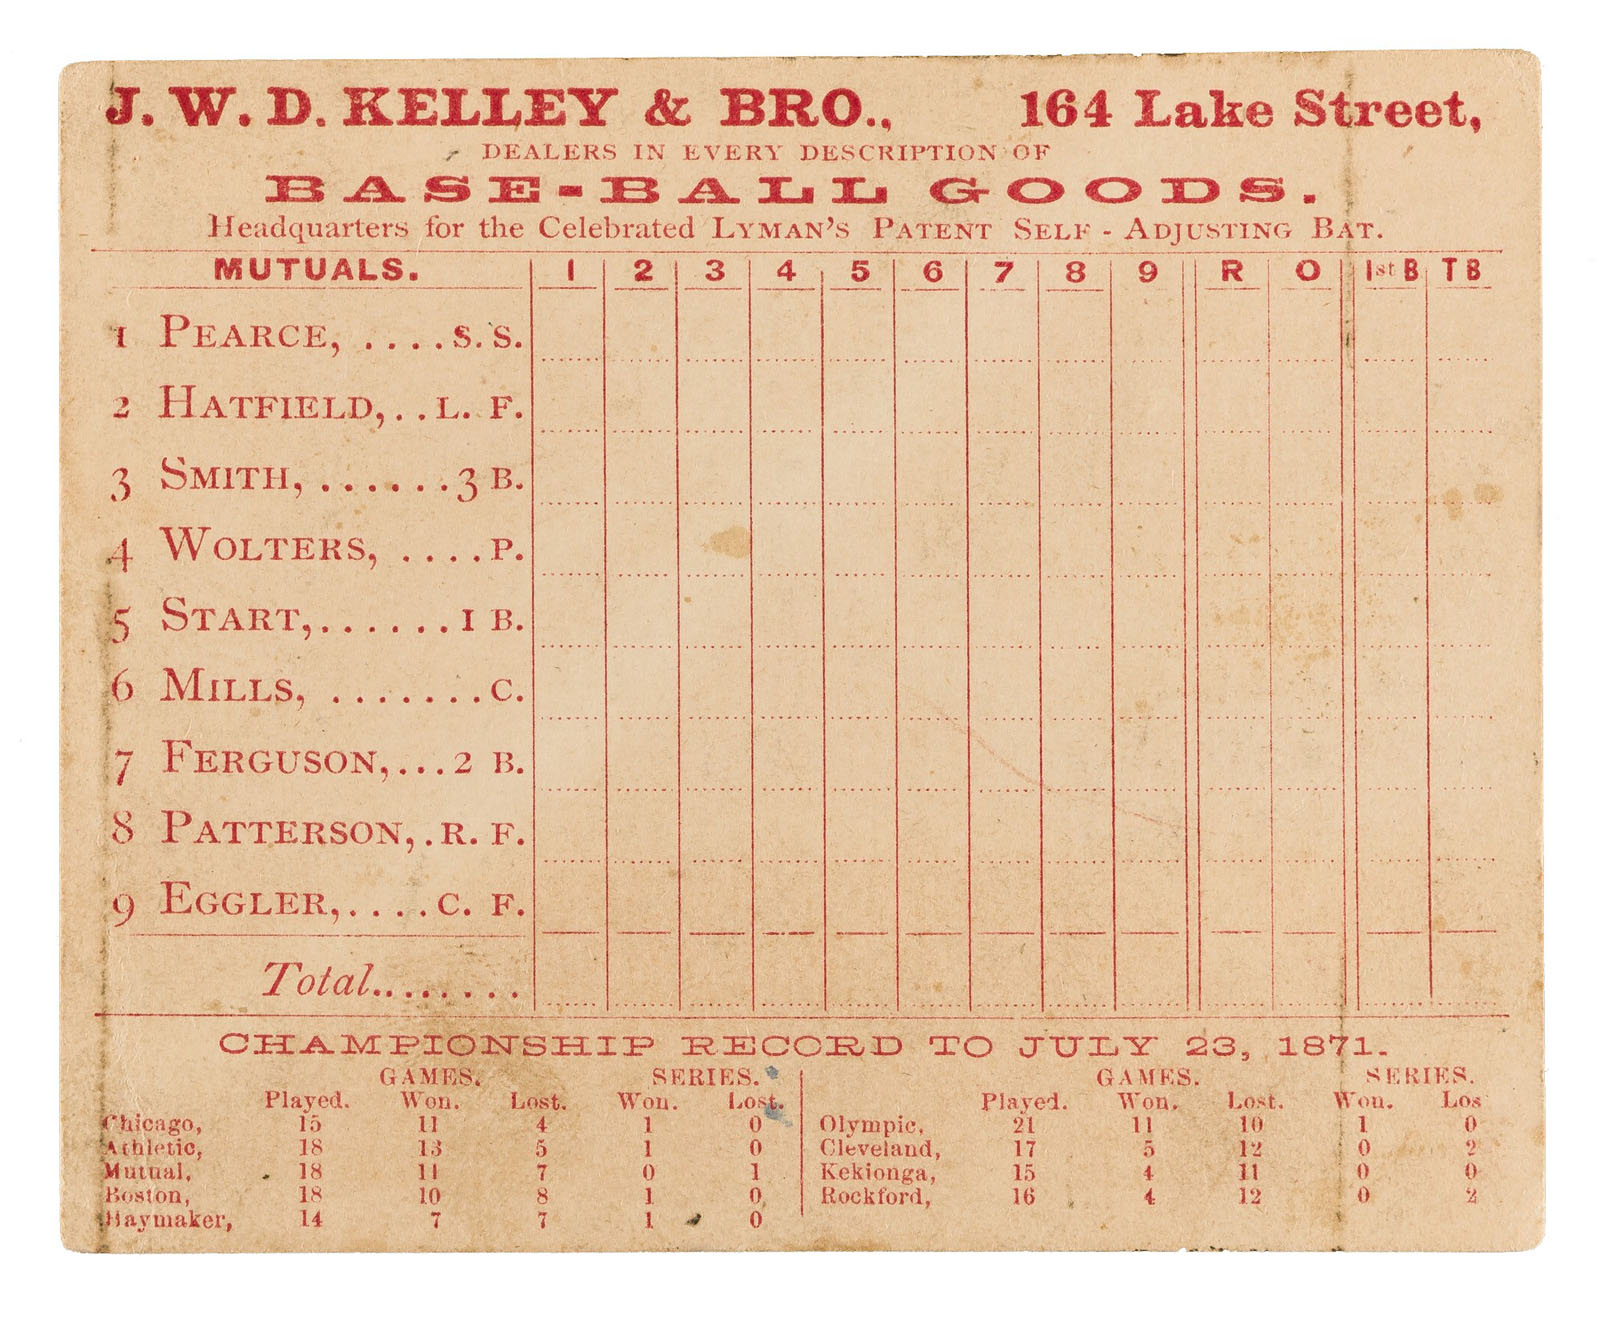 J. W. D. KELLEY & BRO., 164 Lake Street,
DEALERS IN EVERY DESCRIPTION OF
BASE-BALL GOODS.
Headquarters for the Celebrated LYMAN'S PATENT SELF-ADJUSTING BAT.
MUTUALS. 1 2 3 4 5 6 7 8 9 R O 1st B T B
1 PEARCE, ....S. S.
2 HATFIELD,..L. F.
3 SMITH, ......3 B.
4 WOLTERS, ....P.
5 START,......1 B.
6 MILLS, .......C.
7 FERGUSON,...2 B.
8 PATTERSON,.R. F.
9 EGGLER,....C. F.
Total........
CHAMPIONSHIP RECORD TO JULY 23, 1871.
GAMES. SERIES.
Played. Won. Lost. Won. Lost.
Chicago, 15 11 4 1 0
Athletic, 18 13 5 1 0
Mutual, 18 11 7 0 1
Boston, 18 10 8 1 0
Haymaker, 14 7 7 1 0
GAMES. SERIES.
Played. Won. Lost. Won. Los
Olympic, 21 11 10 1 0
Cleveland, 17 5 12 0 2
Kekionga, 15 4 11 0 0
Rockford, 16 4 12 0 2